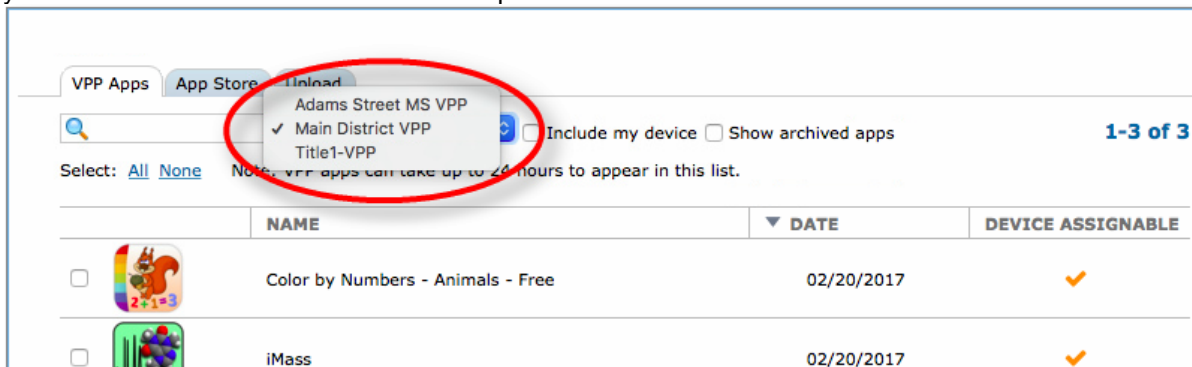 VPP Apps App Store Upload
Adams Street MS VPP
✓ Main District VPP
Title1-VPP
Include my device Show archived apps 1-3 of 3
Select: All None Note: VPP apps can take up to 24 hours to appear in this list.
NAME ▼ DATE DEVICE ASSIGNABLE
2+1=3
Color by Numbers - Animals - Free 02/20/2017 ✓
iMass 02/20/2017 ✓